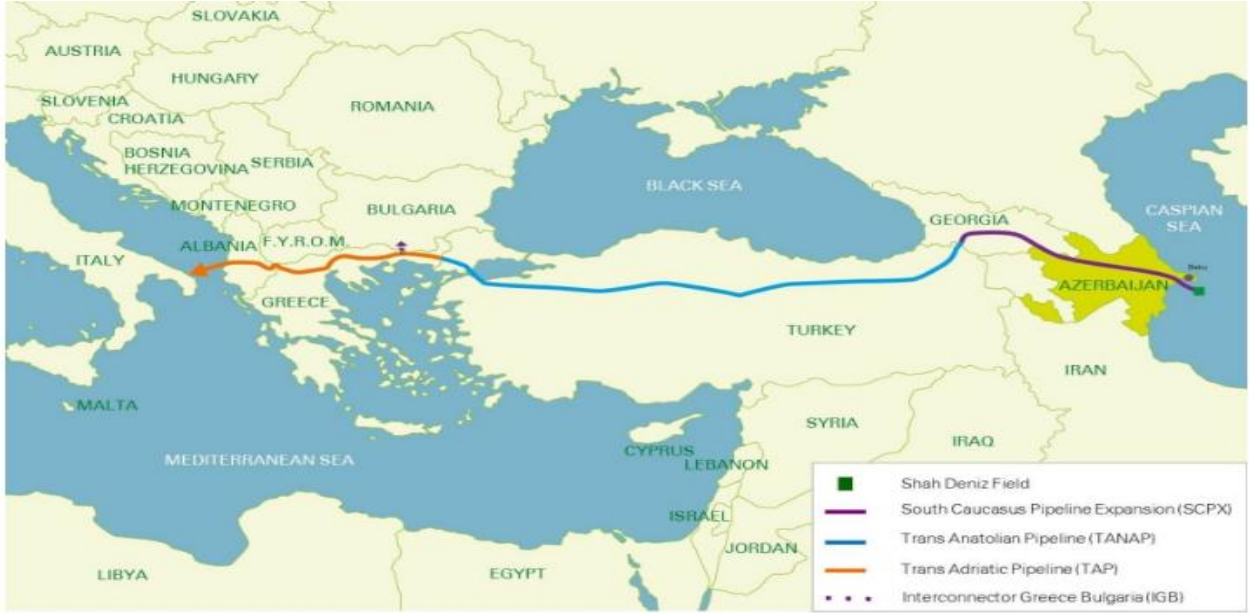 SLOVAKIA
AUSTRIA
HUNGARY
SLOVENIA
CROATIA
ROMANIA
BOSNIA
HERZEGOVINA
SERBIA
BLACK SEA
MONTENEGRO
BULGARIA
GEORGIA
CASPIAN
SEA
ALBANIA
F.Y.R.O.M.
ITALY
Baku
AZERBAIJAN
GREECE
TURKEY
IRAN
MALTA
SYRIA
IRAQ
CYPRUS
LEBANON
MEDITERRANEAN SEA
ISRAEL
JORDAN
LIBYA
EGYPT
Shah Deniz Field
South Caucasus Pipeline Expansion (SCPX)
Trans Anatolian Pipeline (TANAP)
Trans Adriatic Pipeline (TAP)
Interconnector Greece Bulgaria (IGB)